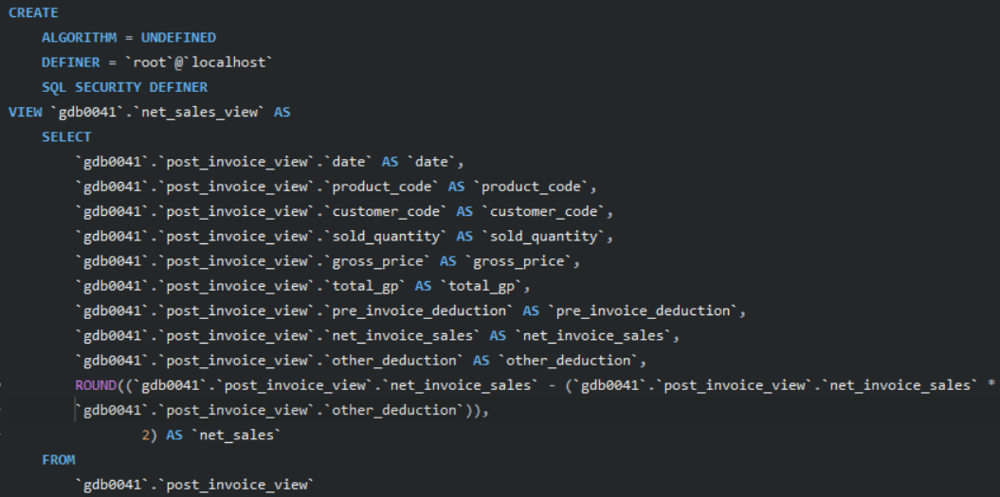 CREATE
ALGORITHM = UNDEFINED
DEFINER = `root`@`localhost`
SQL SECURITY DEFINER
VIEW `gdb0041`.`net_sales_view` AS
SELECT
`gdb0041`.`post_invoice_view`.`date` AS `date`,
`gdb0041`.`post_invoice_view`.`product_code` AS `product_code`,
`gdb0041`.`post_invoice_view`.`customer_code` AS `customer_code`,
`gdb0041`.`post_invoice_view`.`sold_quantity` AS `sold_quantity`,
`gdb0041`.`post_invoice_view`.`gross_price` AS `gross_price`,
`gdb0041`.`post_invoice_view`.`total_gp` AS `total_gp`,
`gdb0041`.`post_invoice_view`.`pre_invoice_deduction` AS `pre_invoice_deduction`,
`gdb0041`.`post_invoice_view`.`net_invoice_sales` AS `net_invoice_sales`,
`gdb0041`.`post_invoice_view`.`other_deduction` AS `other_deduction`,
ROUND((`gdb0041`.`post_invoice_view`.`net_invoice_sales` - (`gdb0041`.`post_invoice_view`.`net_invoice_sales` *
`gdb0041`.`post_invoice_view`.`other_deduction`)),
2) AS `net_sales`
FROM
`gdb0041`.`post_invoice_view`